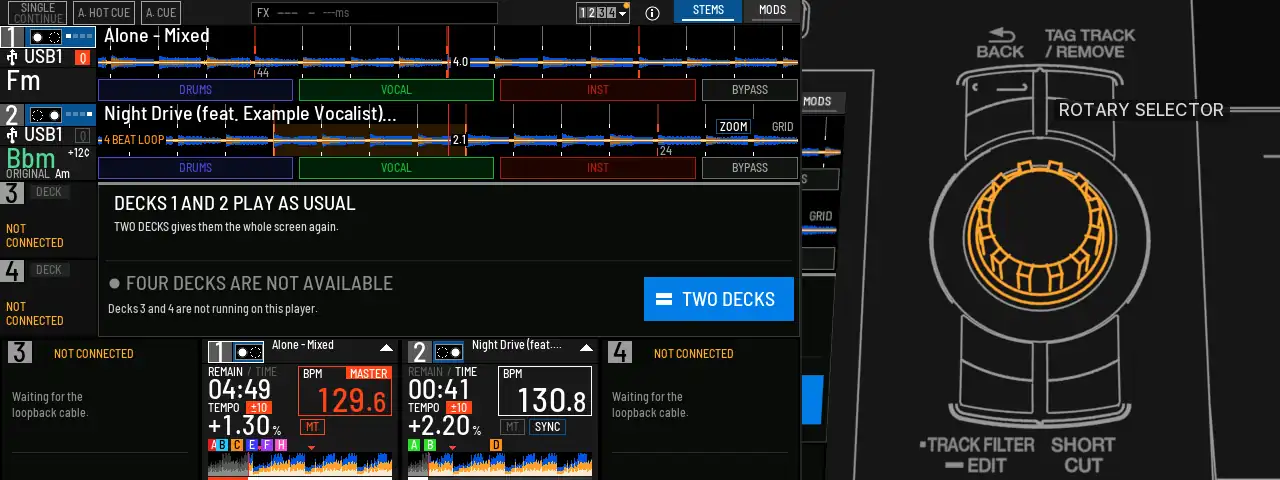 SINGLE
CONTINUE
A. HOT CUE
A. CUE
FX --- - ---ms
1 2 3 4
STEMS
MODS
1
USB1
0
Fm
Alone - Mixed
44
4.0
DRUMS
VOCAL
INST
BYPASS
2
USB1
0
Bbm
+12¢
ORIGINAL Am
Night Drive (feat. Example Vocalist)...
4 BEAT LOOP
2.1
24
ZOOM
GRID
DRUMS
VOCAL
INST
BYPASS
3
DECK
NOT
CONNECTED
4
DECK
NOT
CONNECTED
DECKS 1 AND 2 PLAY AS USUAL
TWO DECKS gives them the whole screen again.
FOUR DECKS ARE NOT AVAILABLE
Decks 3 and 4 are not running on this player.
TWO DECKS
3
NOT CONNECTED
Waiting for the
loopback cable.
1
Alone - Mixed
REMAIN / TIME
04:49
TEMPO ±10
+1.30%
BPM
MASTER
129.6
MT
A B C E F H
2
Night Drive (feat....
REMAIN / TIME
00:41
TEMPO ±10
+2.20%
BPM
130.8
MT
SYNC
A B D
4
NOT CONNECTED
Waiting for the
loopback cable.
MODS
S
GRID
BACK
TAG TRACK
/ REMOVE
ROTARY SELECTOR
TRACK FILTER
EDIT
SHORT
CUT